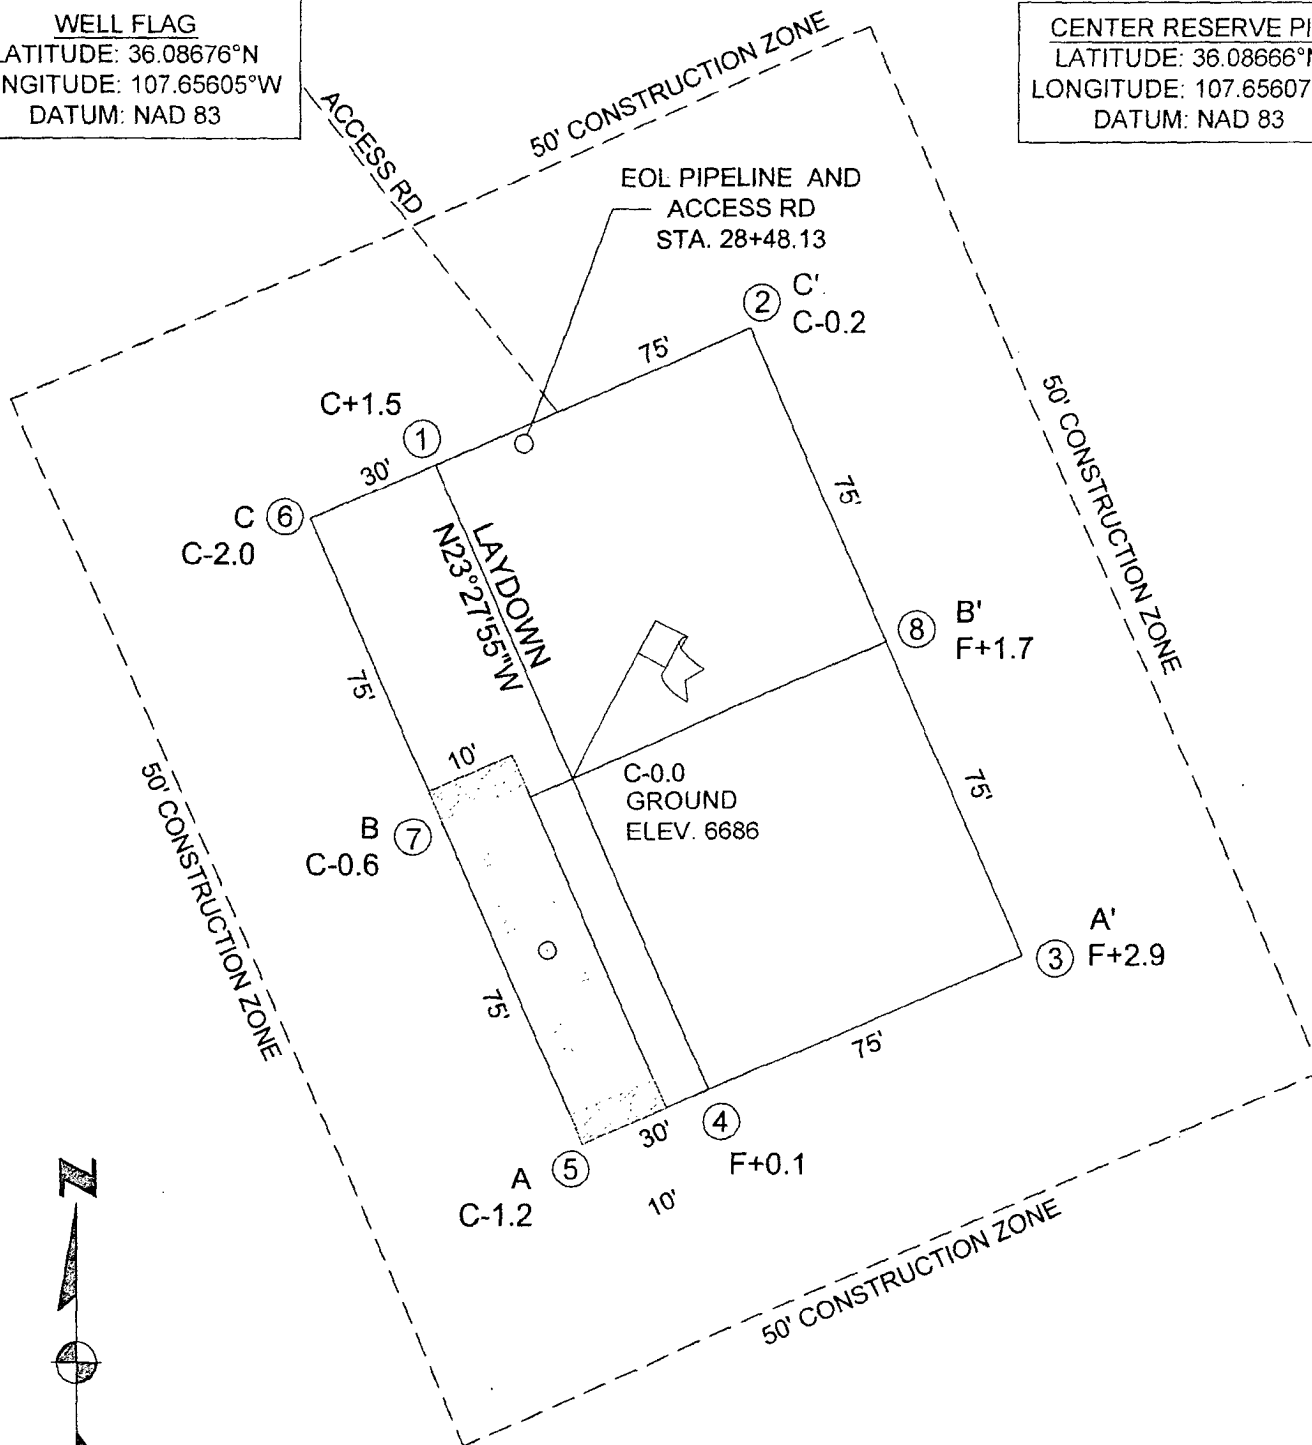 WELL FLAG
LATITUDE: 36.08676°N
NGITUDE: 107.65605°W
DATUM: NAD 83
CENTER RESERVE PI
LATITUDE: 36.08666°N
LONGITUDE: 107.65607
DATUM: NAD 83
ACCESS RD
50' CONSTRUCTION ZONE
EOL PIPELINE AND
ACCESS RD
STA. 28+48.13
2
C'
C-0.2
75'
C+1.5
1
30'
C 6
C-2.0
75'
50' CONSTRUCTION ZONE
LAYDOWN
N23°27'55"W
8
B'
F+1.7
75'
10'
C-0.0
GROUND
ELEV. 6686
75'
50' CONSTRUCTION ZONE
B
7
C-0.6
A'
3
F+2.9
75'
75'
30'
4
F+0.1
A 5
C-1.2
10'
50' CONSTRUCTION ZONE
N